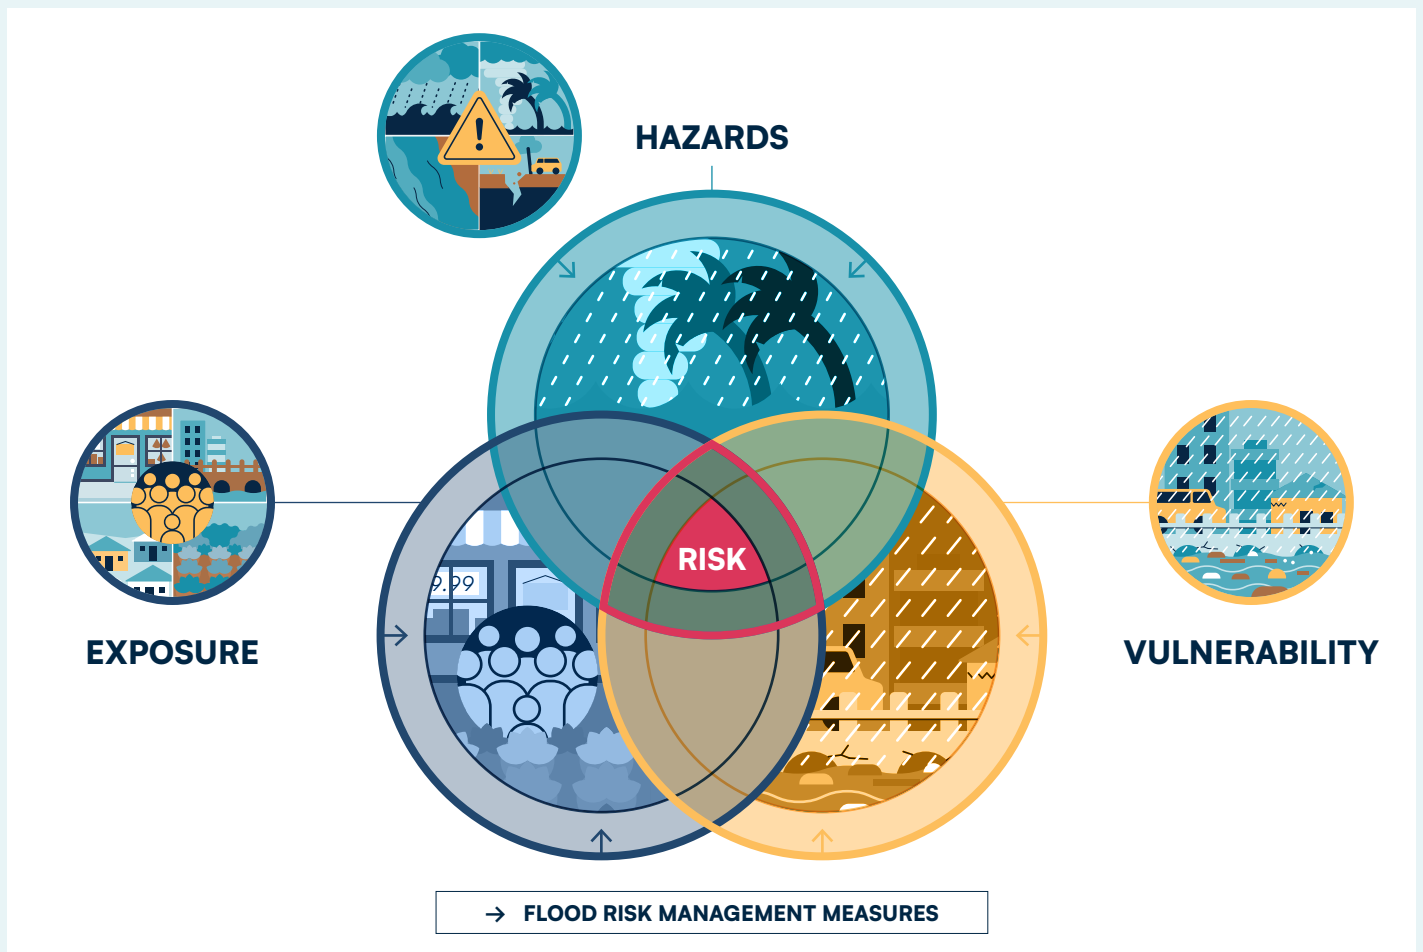 HAZARDS
RISK
9.99
EXPOSURE
VULNERABILITY
→ FLOOD RISK MANAGEMENT MEASURES